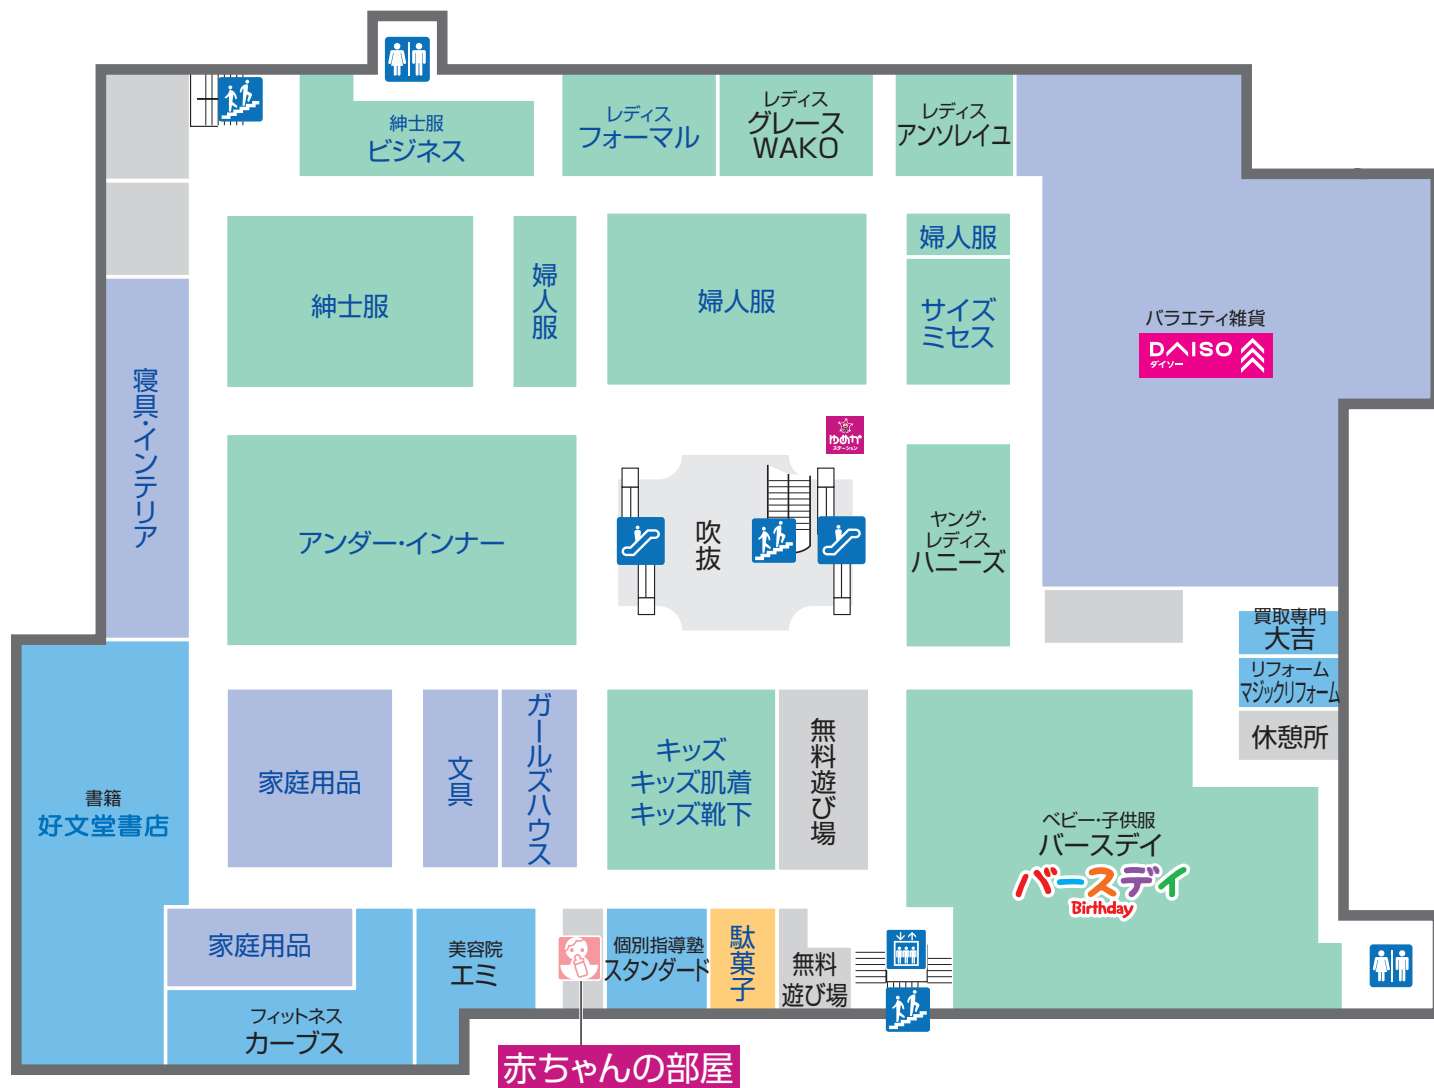 紳士服
ビジネス
レディス
フォーマル
レディス
グレース
WAKO
レディス
アンソレイユ
紳士服
婦人服
婦人服
婦人服
サイズ
ミセス
バラエティ雑貨
DAISO
ダイソー
寝具・インテリア
アンダー・インナー
ゆめか
ステーション
吹抜
ヤング・
レディス
ハニーズ
買取専門
大吉
リフォーム
マジックリフォーム
休憩所
書籍
好文堂書店
家庭用品
文具
ガールズハウス
キッズ
キッズ肌着
キッズ靴下
無料遊び場
ベビー・子供服
バースデイ
バースデイ
Birthday
家庭用品
フィットネス
カーブス
美容院
エミ
個別指導塾
スタンダード
駄菓子
無料
遊び場
赤ちゃんの部屋